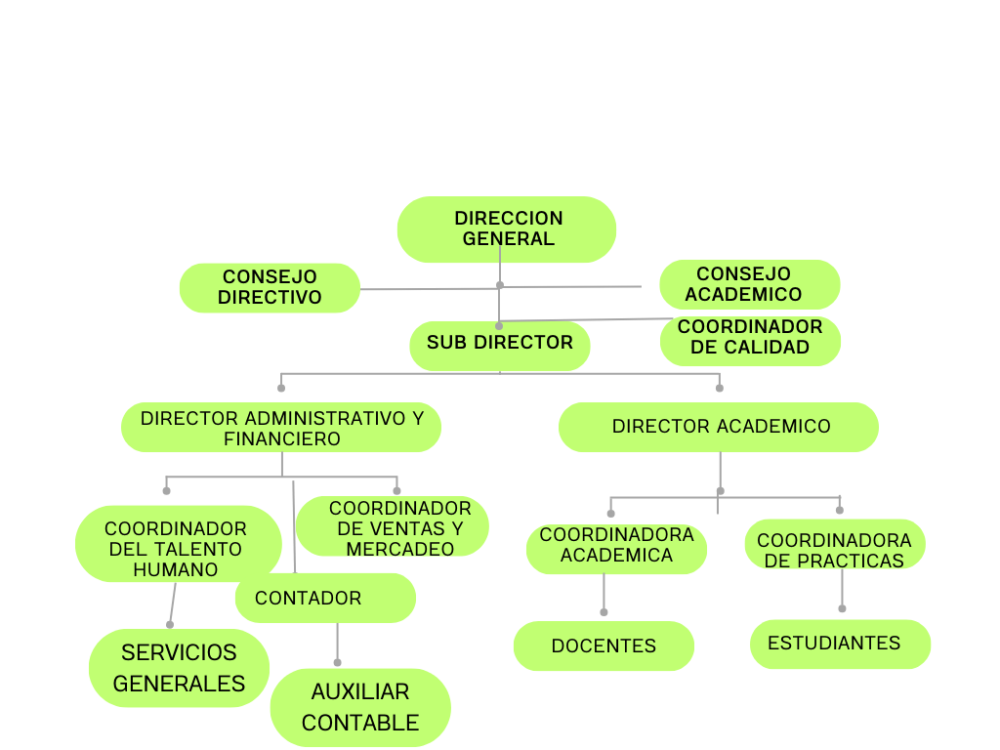 DIRECCION
GENERAL
CONSEJO
DIRECTIVO
CONSEJO
ACADEMICO
SUB DIRECTOR
COORDINADOR
DE CALIDAD
DIRECTOR ADMINISTRATIVO Y
FINANCIERO
DIRECTOR ACADEMICO
COORDINADOR
DEL TALENTO
HUMANO
COORDINADOR
DE VENTAS Y
MERCADEO
COORDINADORA
ACADEMICA
COORDINADORA
DE PRACTICAS
CONTADOR
SERVICIOS
GENERALES
AUXILIAR
CONTABLE
DOCENTES
ESTUDIANTES